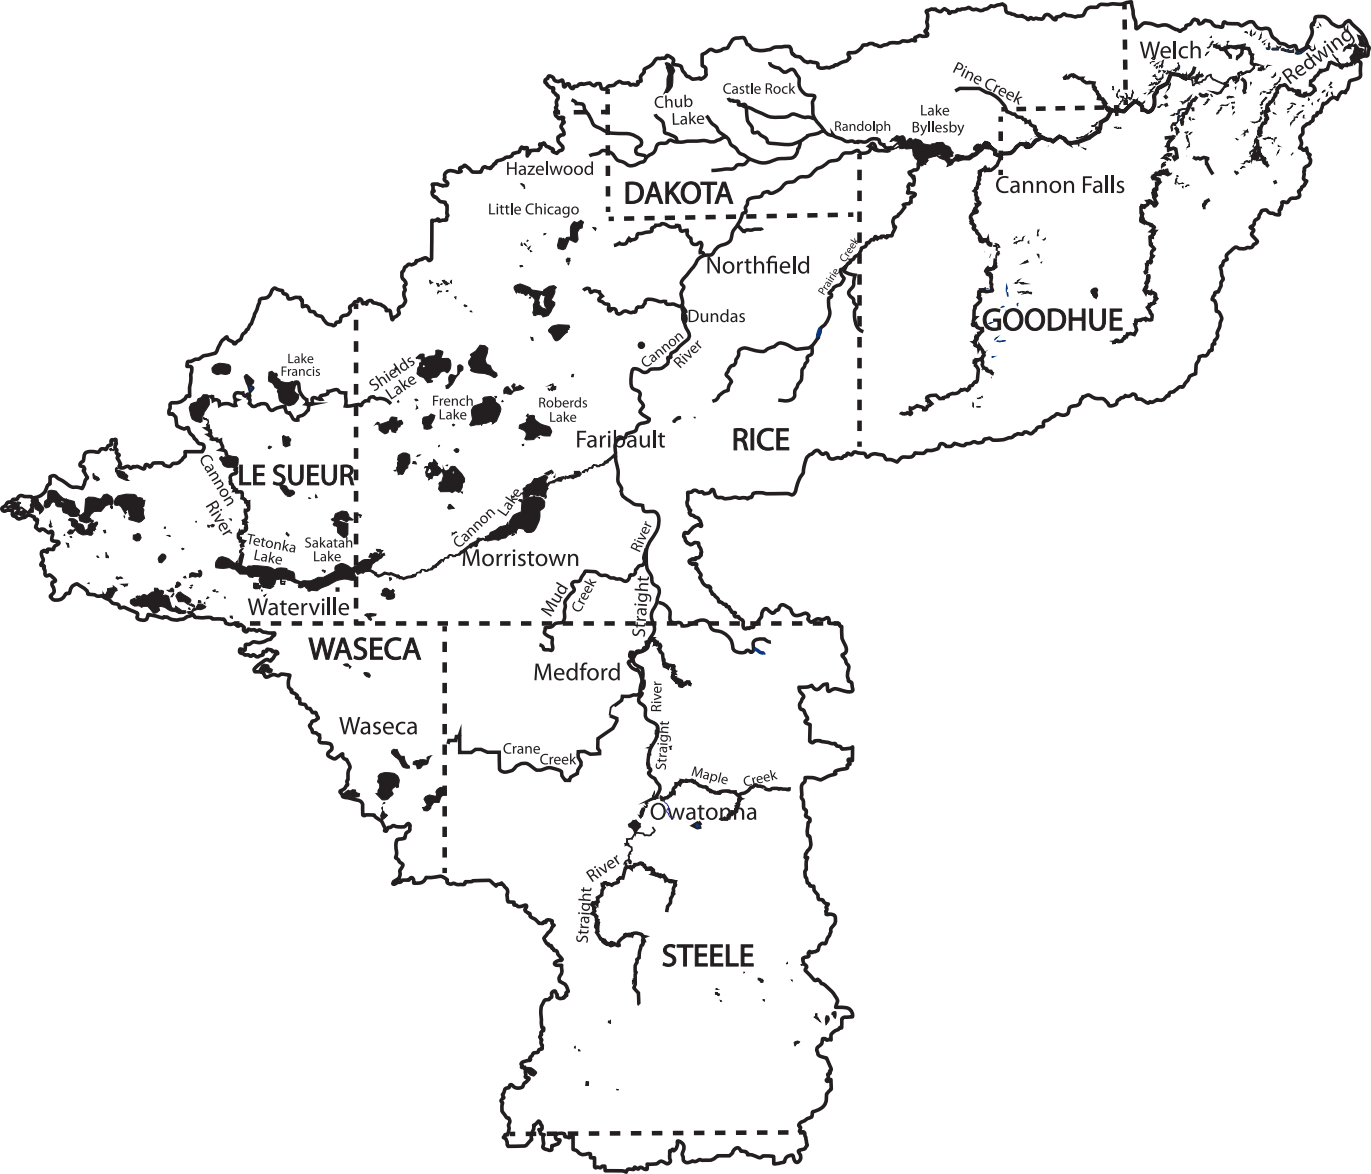 Welch
Redwing
Pine Creek
Castle Rock
Chub
Lake
Lake
Byllesby
Randolph
Hazelwood
DAKOTA
Cannon Falls
Little Chicago
Northfield
Prairie Creek
Dundas
GOODHUE
Cannon
River
Lake
Francis
Shields
Lake
French
Lake
Roberds
Lake
Faribault
RICE
Cannon
River
LE SUEUR
Cannon
Lake
River
Tetonka
Lake
Sakatah
Lake
Morristown
Mud
Creek
Straight
Waterville
WASECA
Medford
River
Straight
Waseca
Crane
Creek
Maple Creek
Owatonna
River
Straight
STEELE